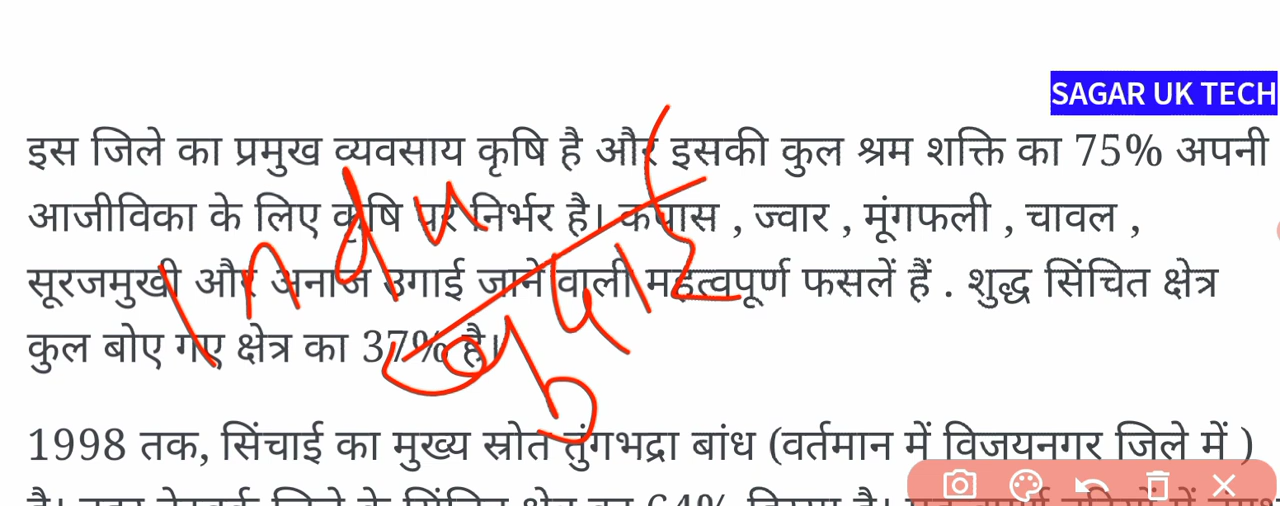 SAGAR UK TECH
इस जिले का प्रमुख व्यवसाय कृषि है और इसकी कुल श्रम शक्ति का 75% अपनी
आजीविका के लिए कृषि पर निर्भर है। कपास , ज्वार , मूंगफली , चावल ,
सूरजमुखी और अनाज उगाई जाने वाली महत्वपूर्ण फसलें हैं . शुद्ध सिंचित क्षेत्र
कुल बोए गए क्षेत्र का 37% है।
1998 तक, सिंचाई का मुख्य स्रोत तुंगभद्रा बांध (वर्तमान में विजयनगर जिले में )